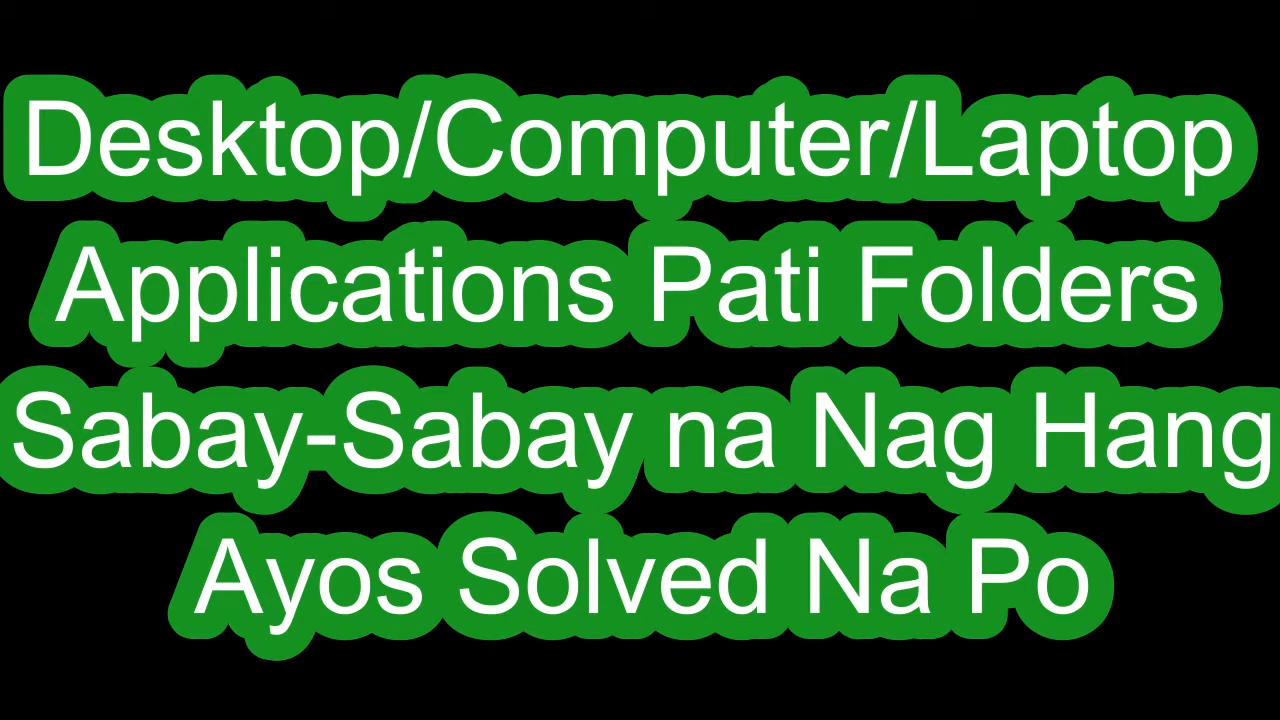 Desktop/Computer/Laptop
Applications Pati Folders
Sabay-Sabay na Nag Hang
Ayos Solved Na Po